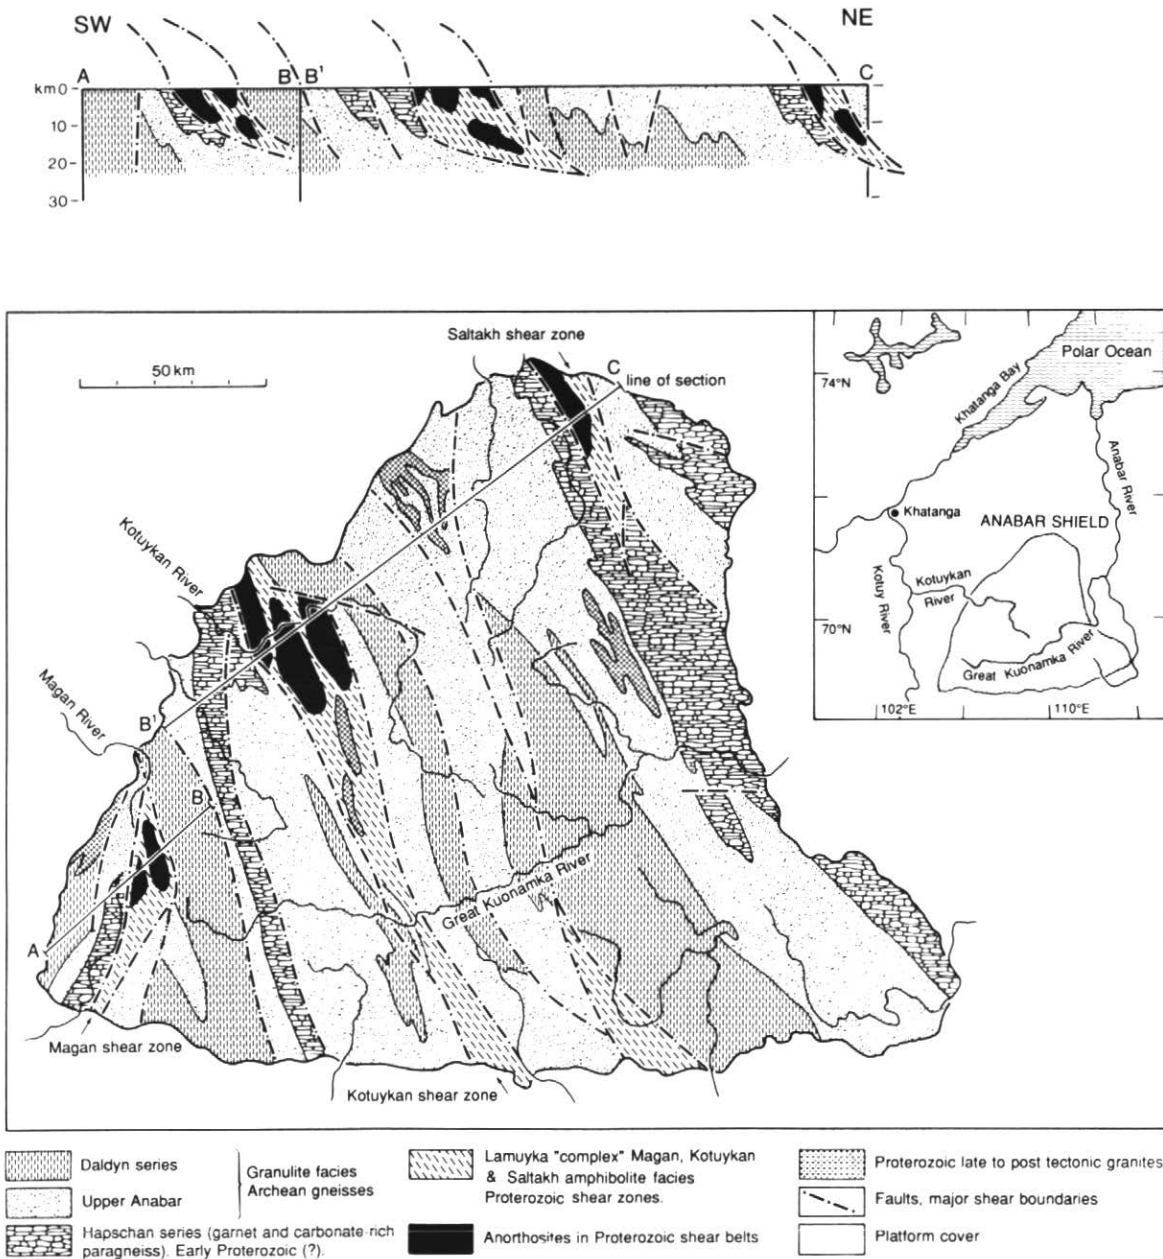 SW
NE
A
B B¹
C
km 0
10
20
30
Saltakh shear zone
50 km
C line of section
Kotuykan River
Magan River
B¹
B
A
Great Kuonamka River
Magan shear zone
Kotuykan shear zone
Polar Ocean
74°N
Khatanga Bay
Anabar River
Khatanga
ANABAR SHIELD
Kotuy River
Kotuykan River
70°N
Great Kuonamka River
102°E
110°E
Daldyn series
Upper Anabar
Granulite facies
Archean gneisses
Hapschan series (garnet and carbonate-rich
paragneiss). Early Proterozoic (?).
Lamuyka "complex" Magan, Kotuykan
& Saltakh amphibolite facies
Proterozoic shear zones.
Anorthosites in Proterozoic shear belts
Proterozoic late to post tectonic granites
Faults, major shear boundaries
Platform cover